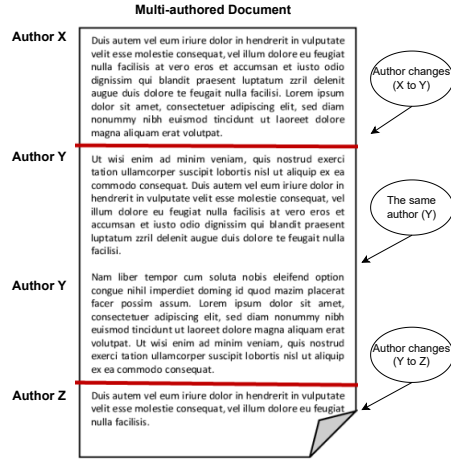 Multi-authored Document
Author X
Duis autem vel eum iriure dolor in hendrerit in vulputate
velit esse molestie consequat, vel illum dolore eu feugiat
nulla facilisis at vero eros et accumsan et iusto odio
dignissim qui blandit praesent luptatum zzril delenit
augue duis dolore te feugait nulla facilisi. Lorem ipsum
dolor sit amet, consectetuer adipiscing elit, sed diam
nonummy nibh euismod tincidunt ut laoreet dolore
magna aliquam erat volutpat.
Author changes
(X to Y)
Author Y
Ut wisi enim ad minim veniam, quis nostrud exerci
tation ullamcorper suscipit lobortis nisl ut aliquip ex ea
commodo consequat. Duis autem vel eum iriure dolor in
hendrerit in vulputate velit esse molestie consequat, vel
illum dolore eu feugiat nulla facilisis at vero eros et
accumsan et iusto odio dignissim qui blandit praesent
luptatum zzril delenit augue duis dolore te feugait nulla
facilisi.
The same
author (Y)
Author Y
Nam liber tempor cum soluta nobis eleifend option
congue nihil imperdiet doming id quod mazim placerat
facer possim assum. Lorem ipsum dolor sit amet,
consectetuer adipiscing elit, sed diam nonummy nibh
euismod tincidunt ut laoreet dolore magna aliquam erat
volutpat. Ut wisi enim ad minim veniam, quis nostrud
exerci tation ullamcorper suscipit lobortis nisl ut aliquip
ex ea commodo consequat.
Author changes
(Y to Z)
Author Z
Duis autem vel eum iriure dolor in hendrerit in vulputate
velit esse molestie consequat, vel illum dolore eu feugiat
nulla facilisis.